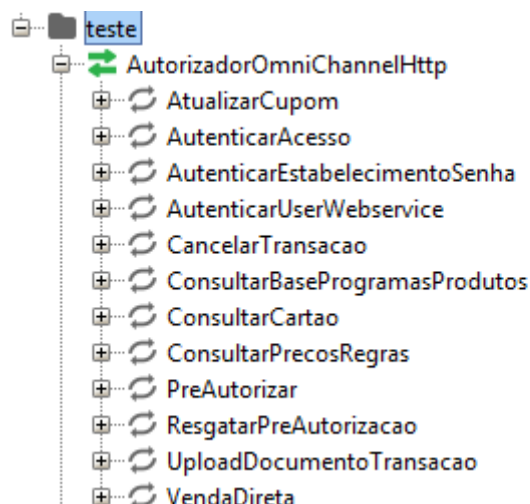 teste
AutorizadorOmniChannelHttp
AtualizarCupom
AutenticarAcesso
AutenticarEstabelecimentoSenha
AutenticarUserWebservice
CancelarTransacao
ConsultarBaseProgramasProdutos
ConsultarCartao
ConsultarPrecosRegras
PreAutorizar
ResgatarPreAutorizacao
UploadDocumentoTransacao
VendaDireta